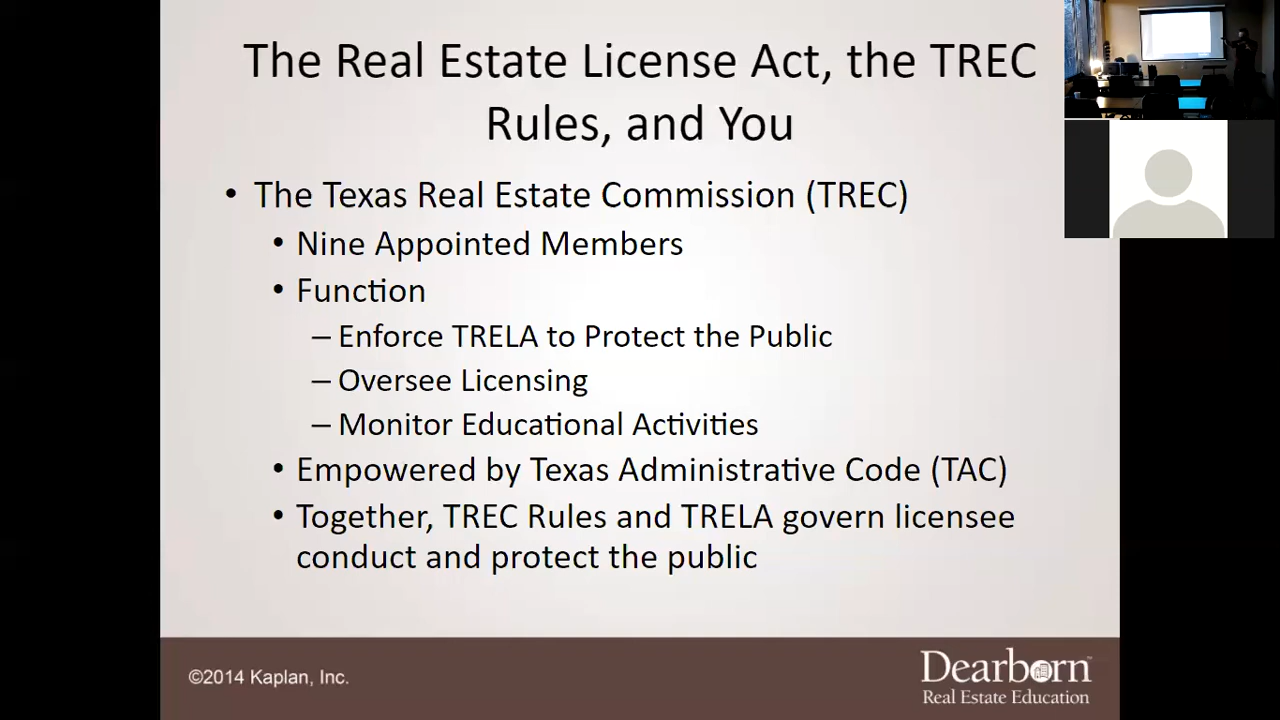 The Real Estate License Act, the TREC
Rules, and You
• The Texas Real Estate Commission (TREC)
• Nine Appointed Members
• Function
– Enforce TRELA to Protect the Public
– Oversee Licensing
– Monitor Educational Activities
• Empowered by Texas Administrative Code (TAC)
• Together, TREC Rules and TRELA govern licensee
conduct and protect the public
©2014 Kaplan, Inc.
Dearborn
Real Estate Education